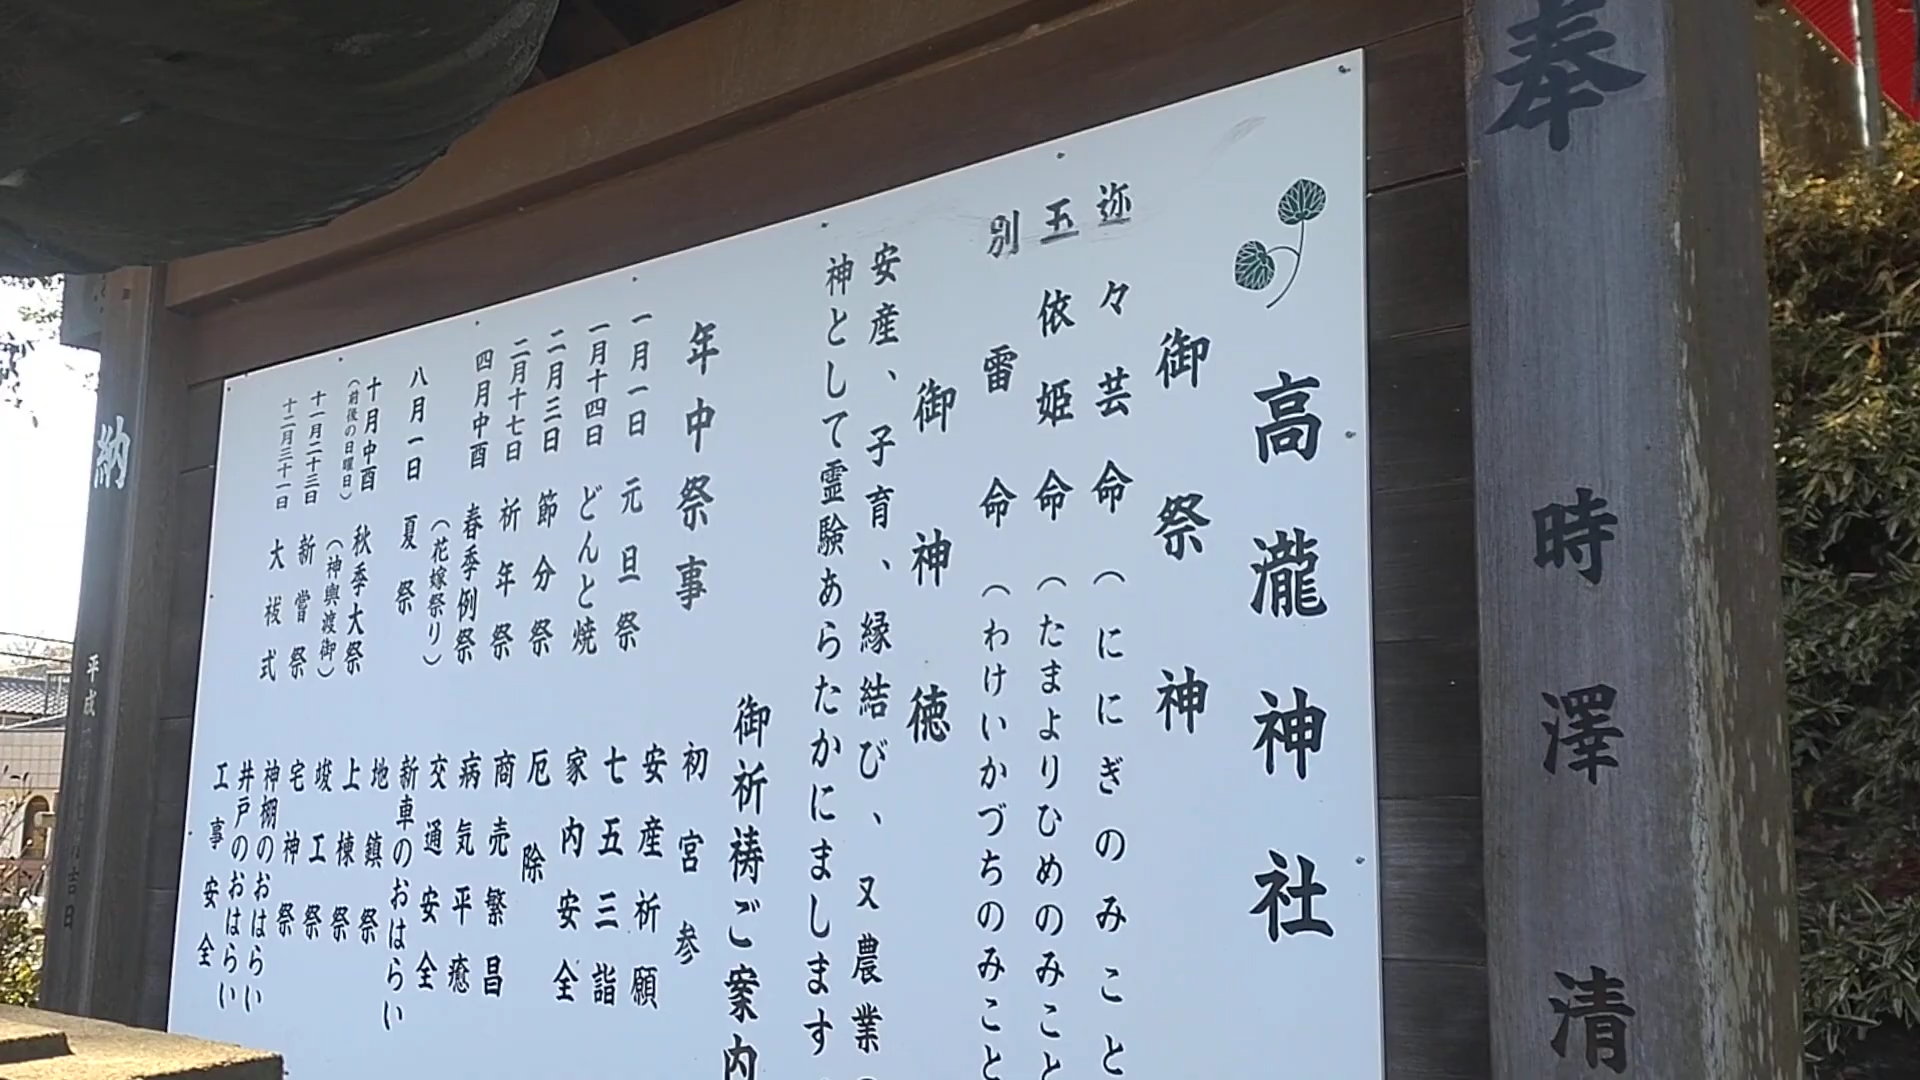 奉
時澤清
高瀧神社
御祭神
弥々芸命（ににぎのみこと
玉依姫命（たまよりひめのみこと
別雷命（わけいかづちのみこと
御神徳
安産、子育、縁結び、又農業の
神として霊験あらたかにまします。
年中祭事
一月一日 元旦祭
一月十四日 どんと焼
二月三日 節分祭
二月十七日 祈年祭
四月中酉 春季例祭
（花嫁祭り）
八月一日 夏祭
十月中酉 秋季大祭
（前後の日曜日）（神輿渡御）
十一月二十三日 新嘗祭
十二月三十一日 大祓式
御祈祷ご案内
初宮参
安産祈願
七五三詣
家内安全
厄除
商売繁昌
病気平癒
交通安全
新車のおはらい
地鎮祭
上棟祭
竣工祭
宅神祭
神棚のおはらい
井戸のおはらい
工事安全
納
平成
吉日